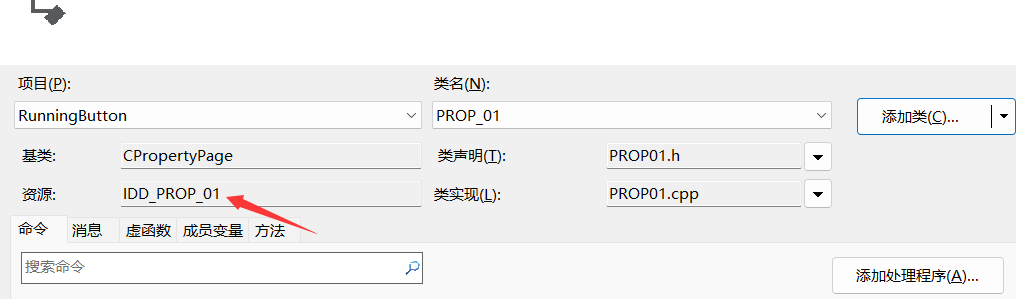 项目(P): 类名(N):
RunningButton PROP_01 添加类(C)...
基类: CPropertyPage 类声明(T): PROP01.h
资源: IDD_PROP_01 类实现(L): PROP01.cpp
命令 消息 虚函数 成员变量 方法
搜索命令 添加处理程序(A)...